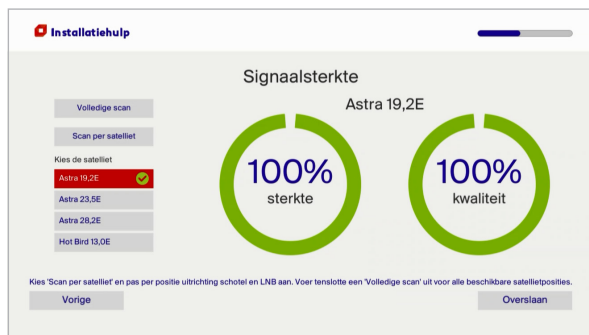 Installatiehulp
Signaalsterkte
Volledige scan
Scan per satelliet
Kies de satelliet
Astra 19,2E
Astra 23,5E
Astra 28,2E
Hot Bird 13,0E
Astra 19,2E
100%
sterkte
100%
kwaliteit
Kies 'Scan per satelliet' en pas per positie uitrichting schotel en LNB aan. Voer tenslotte een 'Volledige scan' uit voor alle beschikbare satellietposities.
Vorige
Overslaan